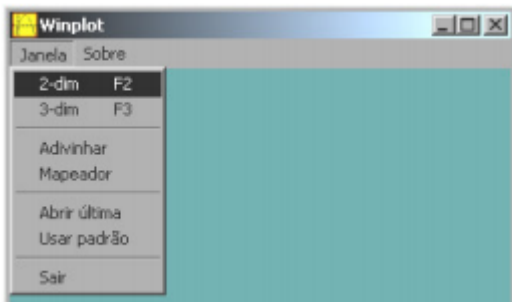 Winplot
Janela Sobre
2-dim F2
3-dim F3
Adivinhar
Mapeador
Abrir última
Usar padrão
Sair